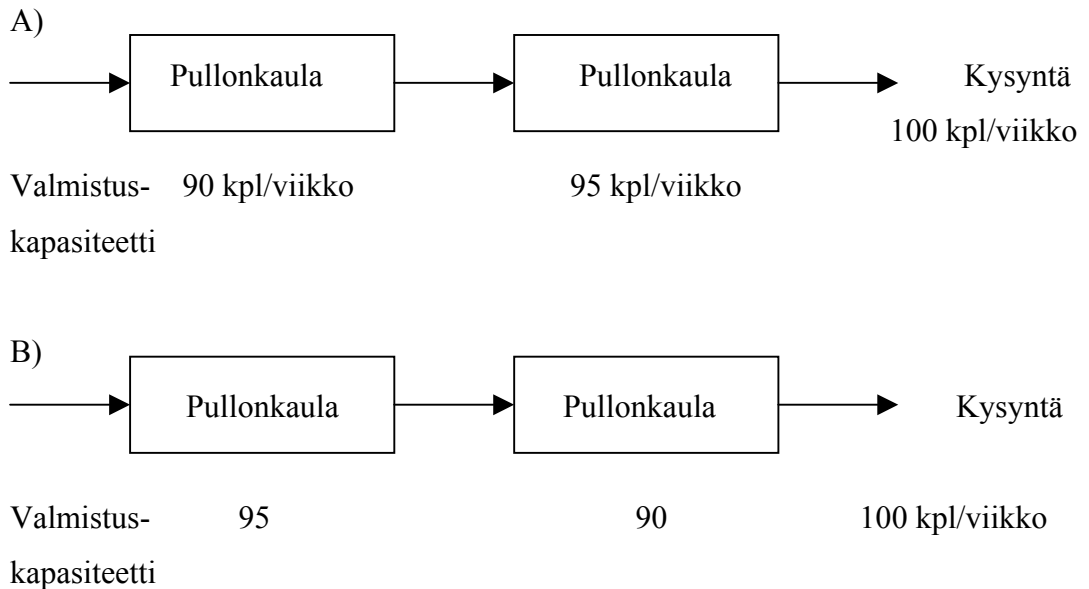 A)
Pullonkaula Pullonkaula Kysyntä
100 kpl/viikko
Valmistus- 90 kpl/viikko 95 kpl/viikko
kapasiteetti
B)
Pullonkaula Pullonkaula Kysyntä
Valmistus- 95 90 100 kpl/viikko
kapasiteetti